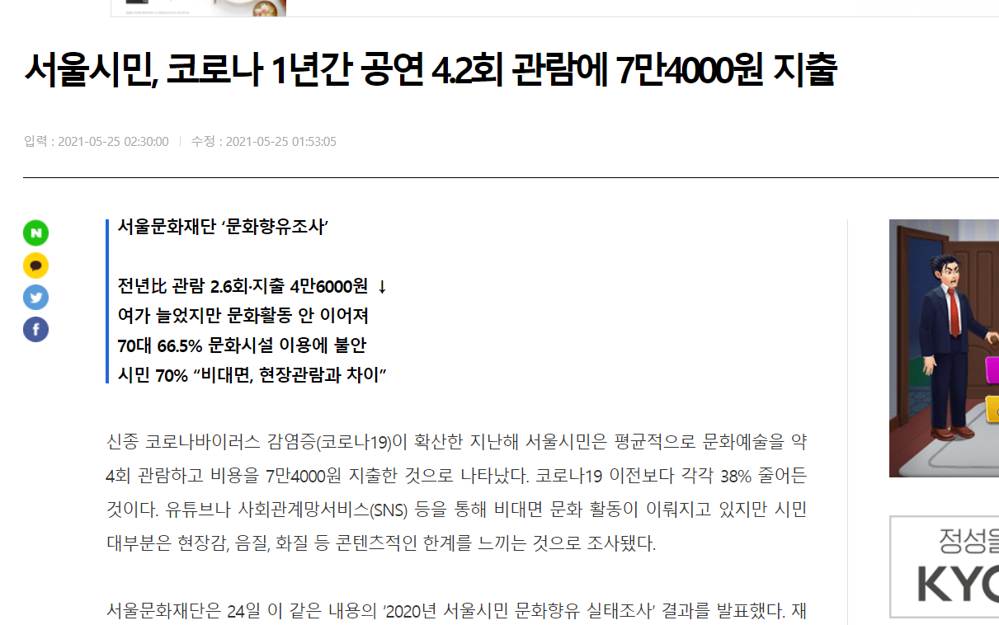 서울시민, 코로나 1년간 공연 4.2회 관람에 7만4000원 지출
입력 : 2021-05-25 02:30:00 | 수정 : 2021-05-25 01:53:05
서울문화재단 ‘문화향유조사’
전년比 관람 2.6회·지출 4만6000원 ↓
여가 늘었지만 문화활동 안 이어져
70대 66.5% 문화시설 이용에 불안
시민 70% “비대면, 현장관람과 차이”
신종 코로나바이러스 감염증(코로나19)이 확산한 지난해 서울시민은 평균적으로 문화예술을 약
4회 관람하고 비용을 7만4000원 지출한 것으로 나타났다. 코로나19 이전보다 각각 38% 줄어든
것이다. 유튜브나 사회관계망서비스(SNS) 등을 통해 비대면 문화 활동이 이뤄지고 있지만 시민
대부분은 현장감, 음질, 화질 등 콘텐츠적인 한계를 느끼는 것으로 조사됐다.
서울문화재단은 24일 이 같은 내용의 ‘2020년 서울시민 문화향유 실태조사’ 결과를 발표했다. 재
정성을
KYO